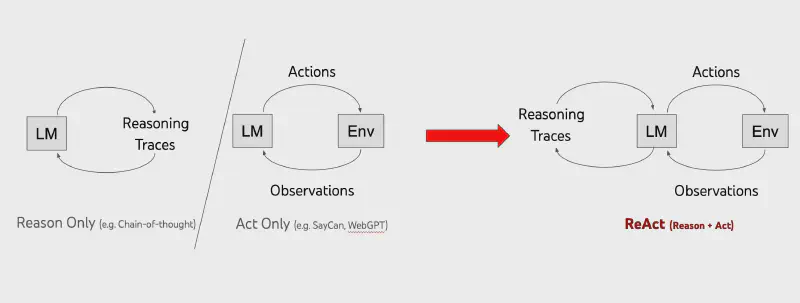 LM
Reasoning
Traces
Reason Only (e.g. Chain-of-thought)
Actions
LM
Env
Observations
Act Only (e.g. SayCan, WebGPT)
Actions
Reasoning
Traces
LM
Env
Observations
ReAct (Reason + Act)